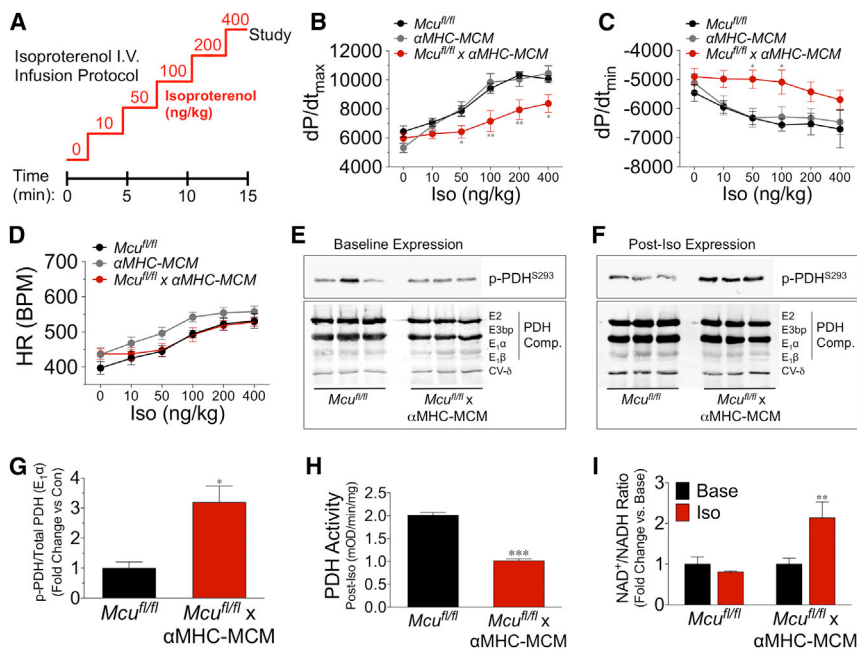 A
Isoproterenol I.V.
Infusion Protocol
0
10
50
100
200
400
Study
Isoproterenol
(ng/kg)
Time
(min):
0 5 10 15
B
Mcufl/fl
αMHC-MCM
Mcufl/fl x αMHC-MCM
dP/dtmax
12000
10000
8000
6000
4000
* ** ** *
0 10 50 100 200 400
Iso (ng/kg)
C
Mcufl/fl
αMHC-MCM
Mcufl/fl x αMHC-MCM
dP/dtmin
-3000
-4000
-5000
-6000
-7000
-8000
* *
0 10 50 100 200 400
Iso (ng/kg)
D
Mcufl/fl
αMHC-MCM
Mcufl/fl x αMHC-MCM
HR (BPM)
700
600
500
400
0 10 50 100 200 400
Iso (ng/kg)
E
Baseline Expression
p-PDHS293
E2
E3bp
E1α
E1β
CV-δ
PDH
Comp.
Mcufl/fl
Mcufl/fl x
αMHC-MCM
F
Post-Iso Expression
p-PDHS293
E2
E3bp
E1α
E1β
CV-δ
PDH
Comp.
Mcufl/fl
Mcufl/fl x
αMHC-MCM
G
p-PDH/Total PDH (E1α)
(Fold Change vs Con)
4
3
2
1
0
*
Mcufl/fl
Mcufl/fl x
αMHC-MCM
H
PDH Activity
Post-Iso (mOD/min/mg)
2.0
1.5
1.0
0.5
0.0
***
Mcufl/fl
Mcufl/fl x
αMHC-MCM
I
NAD+/NADH Ratio
(Fold Change vs. Base)
3
2
1
0
Base
Iso
**
Mcufl/fl
Mcufl/fl x
αMHC-MCM